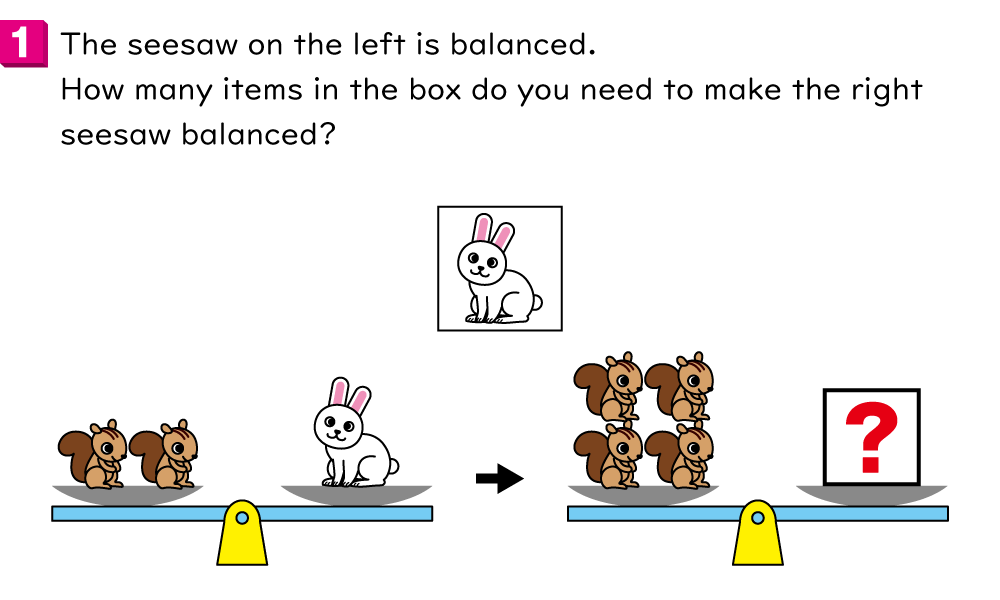 1 The seesaw on the left is balanced.
How many items in the box do you need to make the right
seesaw balanced?
?